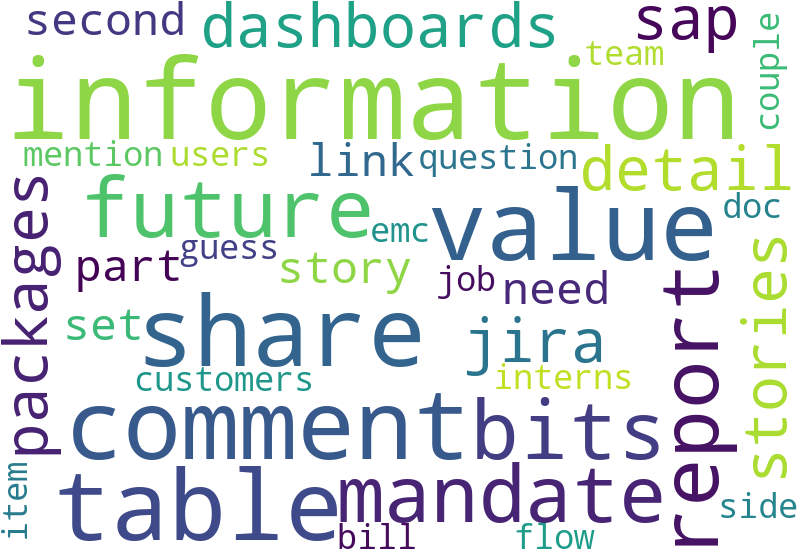 second
dashboards
sap
team
couple
information
mention
users
link
question
detail
packages
future
value
doc
emc
guess
part
story
job
need
report
stories
set
share
jira
customers
interns
comment
bits
table
mandate
item
side
bill
flow